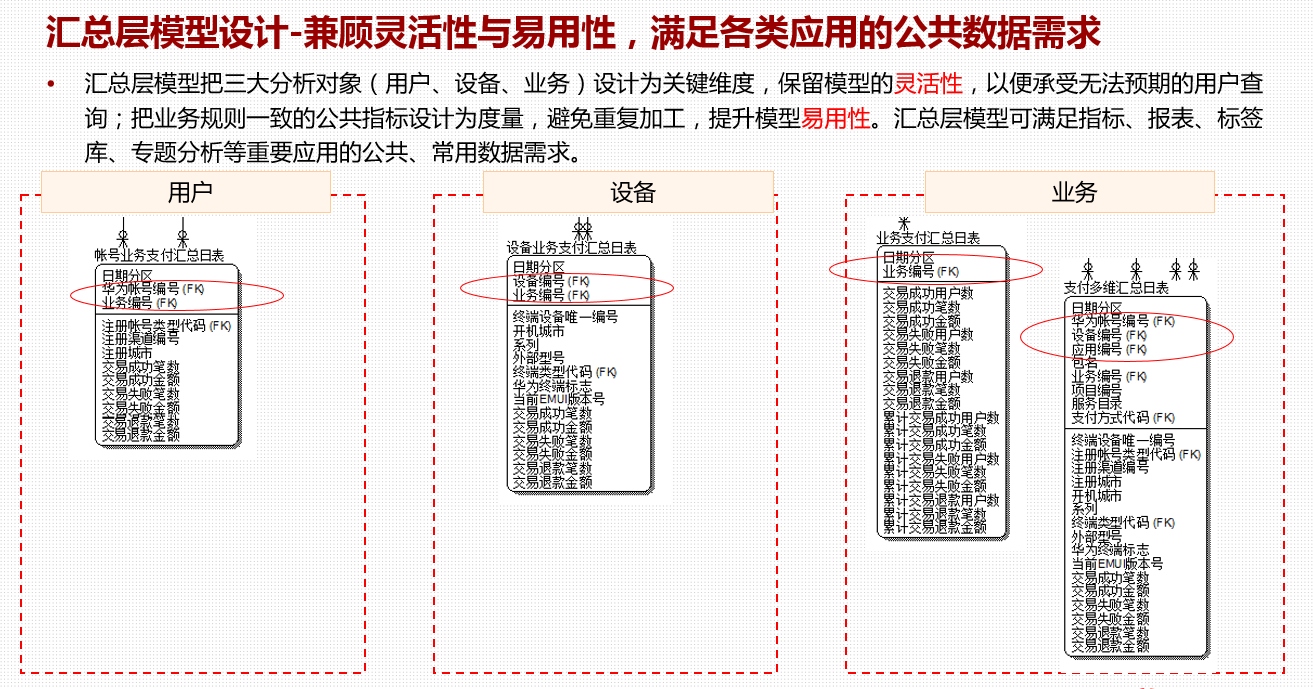 汇总层模型设计-兼顾灵活性与易用性，满足各类应用的公共数据需求
• 汇总层模型把三大分析对象（用户、设备、业务）设计为关键维度，保留模型的灵活性，以便承受无法预期的用户查
询；把业务规则一致的公共指标设计为度量，避免重复加工，提升模型易用性。汇总层模型可满足指标、报表、标签
库、专题分析等重要应用的公共、常用数据需求。
用户
帐号业务支付汇总日表
日期分区
华为帐号编号 (FK)
业务编号 (FK)
注册帐号类型代码 (FK)
注册渠道编号
注册城市
交易成功笔数
交易成功金额
交易失败笔数
交易失败金额
交易退款笔数
交易退款金额
设备
设备业务支付汇总日表
日期分区
设备编号 (FK)
业务编号 (FK)
终端设备唯一编号
开机城市
系列
外部型号
终端类型代码 (FK)
华为终端标志
当前EMUI版本号
交易成功笔数
交易成功金额
交易失败笔数
交易失败金额
交易退款笔数
交易退款金额
业务
业务支付汇总日表
日期分区
业务编号 (FK)
交易成功用户数
交易成功笔数
交易成功金额
交易失败用户数
交易失败笔数
交易失败金额
交易退款用户数
交易退款笔数
交易退款金额
累计交易成功用户数
累计交易成功笔数
累计交易成功金额
累计交易失败用户数
累计交易失败笔数
累计交易失败金额
累计交易退款用户数
累计交易退款笔数
累计交易退款金额
支付多维汇总日表
日期分区
华为帐号编号 (FK)
设备编号 (FK)
应用编号 (FK)
包名
业务编号 (FK)
项目编号
服务目录
支付方式代码 (FK)
终端设备唯一编号
注册帐号类型代码 (FK)
注册渠道编号
注册城市
开机城市
系列
终端类型代码 (FK)
外部型号
华为终端标志
当前EMUI版本号
交易成功笔数
交易成功金额
交易失败笔数
交易失败金额
交易退款笔数
交易退款金额